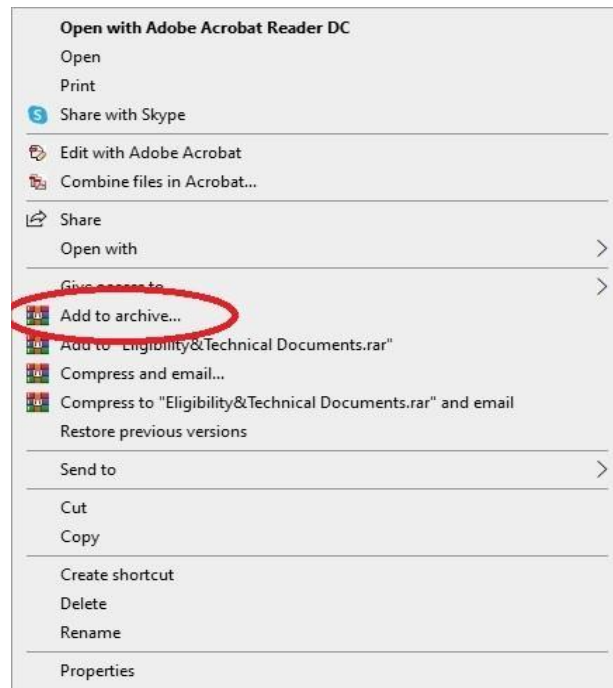 Open with Adobe Acrobat Reader DC
Open
Print
Share with Skype
Edit with Adobe Acrobat
Combine files in Acrobat...
Share
Open with
Give access to
Add to archive...
Add to "Eligibility&Technical Documents.rar"
Compress and email...
Compress to "Eligibility&Technical Documents.rar" and email
Restore previous versions
Send to
Cut
Copy
Create shortcut
Delete
Rename
Properties